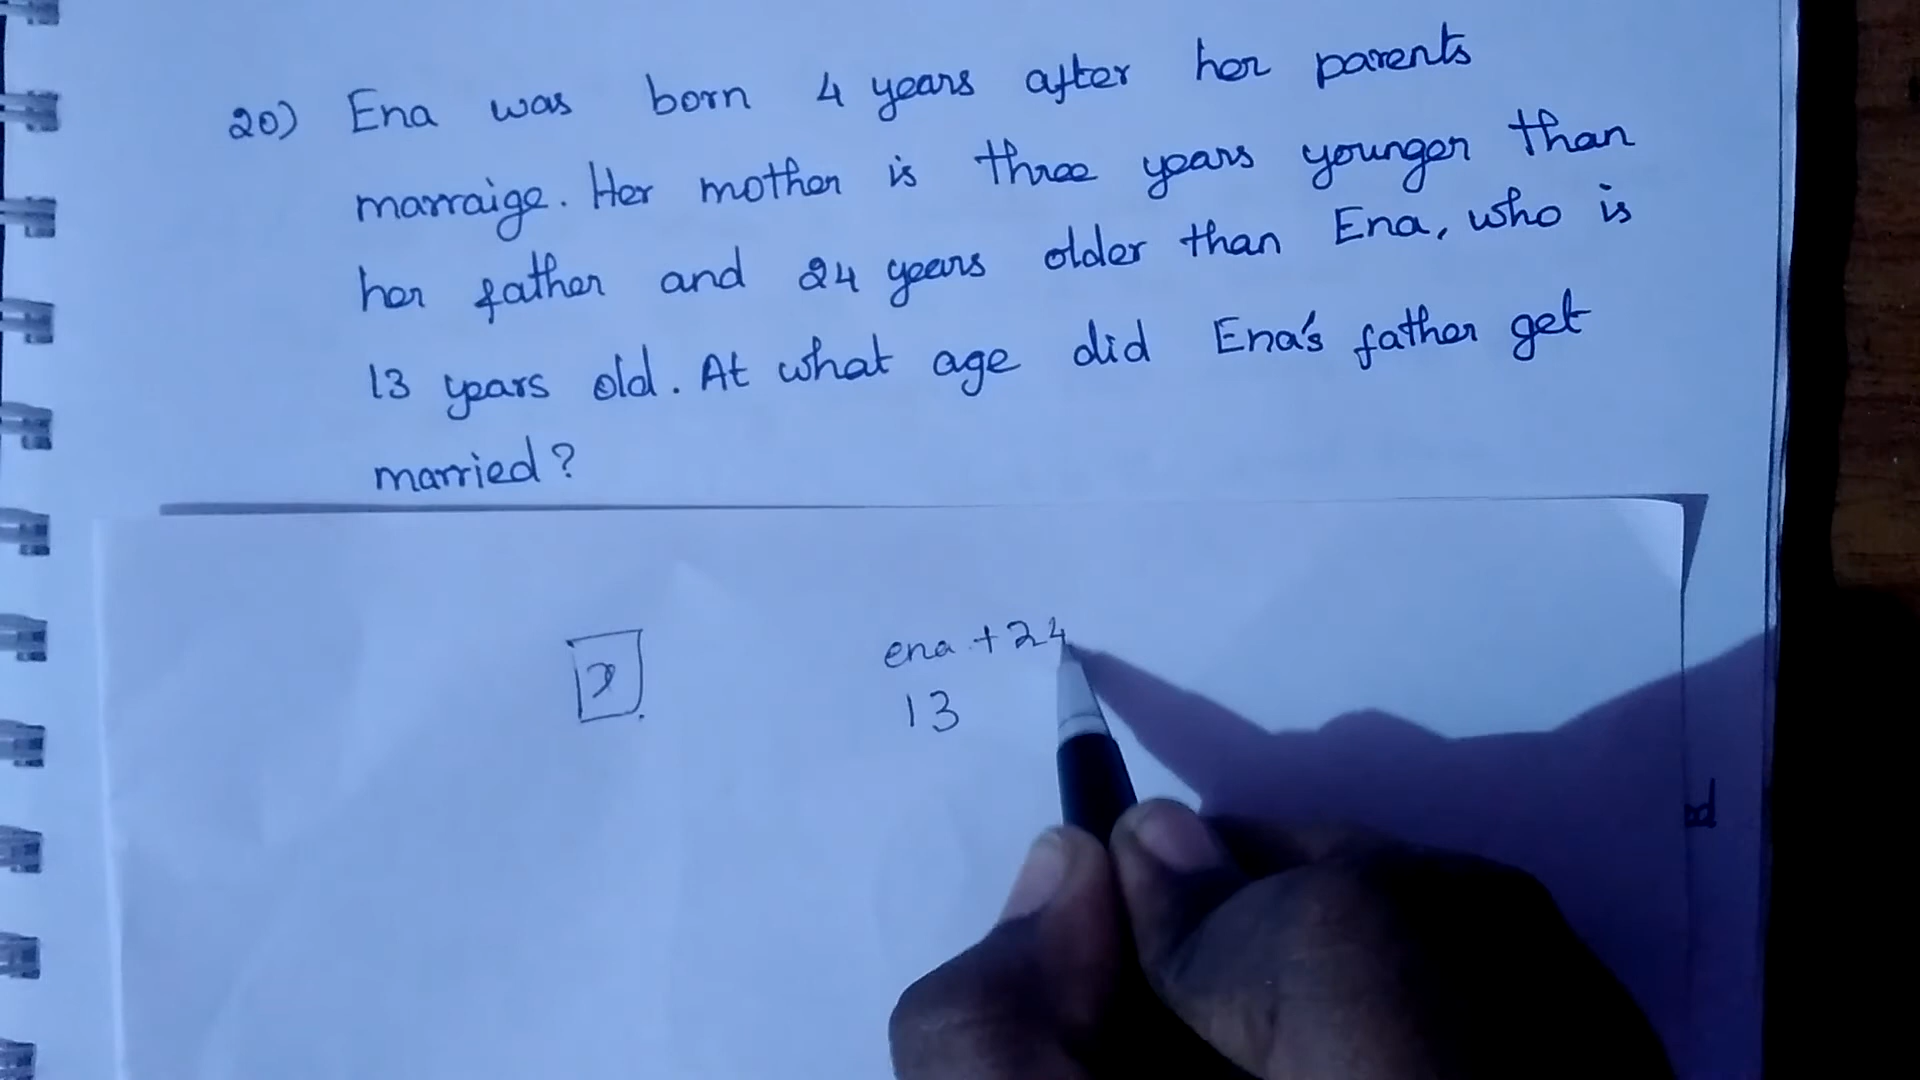 20) Ena was born 4 years after her parents
marraige. Her mother is three years younger than
her father and 24 years older than Ena, who is
13 years old. At what age did Ena's father get
married?
ena + 24
13